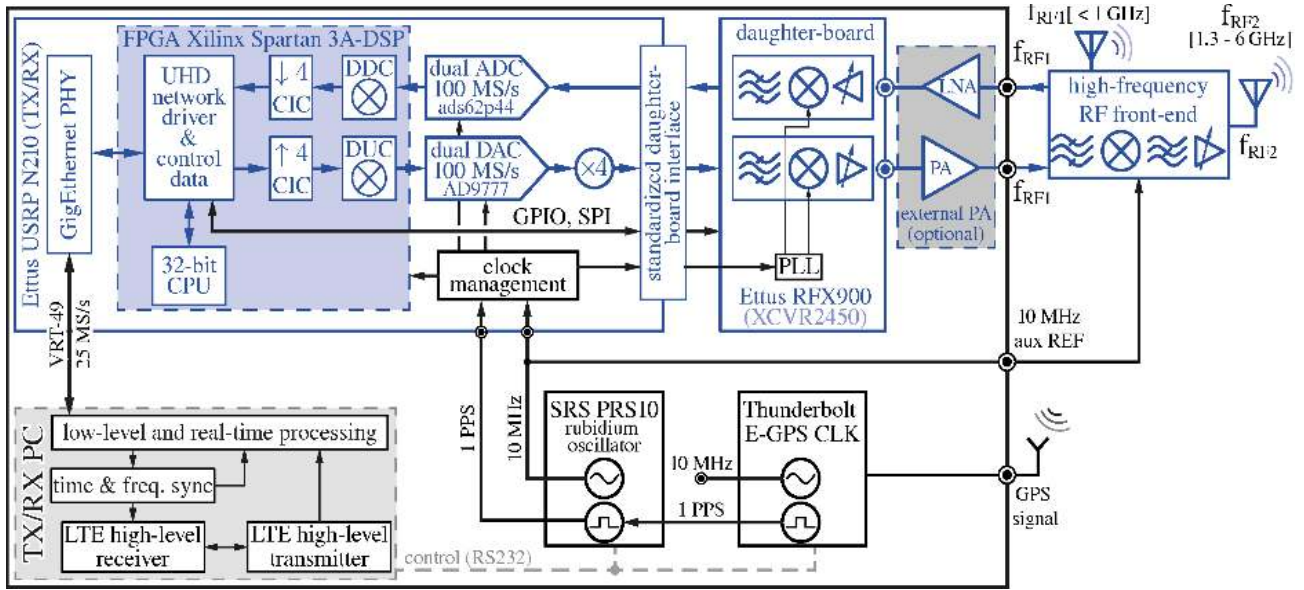 Ettus USRP N210 (TX/RX)
GigEthernet PHY
FPGA Xilinx Spartan 3A-DSP
UHD
network
driver
&
control
data
↓ 4
CIC
DDC
↑ 4
CIC
DUC
32-bit
CPU
dual ADC
100 MS/s
ads62p44
dual DAC
100 MS/s
AD9777
×4
GPIO, SPI
clock
management
standardized daughter-
board interface
daughter-board
PLL
Ettus RFX900
(XCVR2450)
LNA
PA
external PA
(optional)
fRF1
fRF1
fRF1[ < 1 GHz]
fRF2
[1.3 - 6 GHz]
high-frequency
RF front-end
fRF2
10 MHz
aux REF
VRT-49
25 MS/s
1 PPS
10 MHz
SRS PRS10
rubidium
oscillator
Thunderbolt
E-GPS CLK
10 MHz
1 PPS
GPS
signal
TX/RX PC
low-level and real-time processing
time & freq. sync
LTE high-level
receiver
LTE high-level
transmitter
control (RS232)